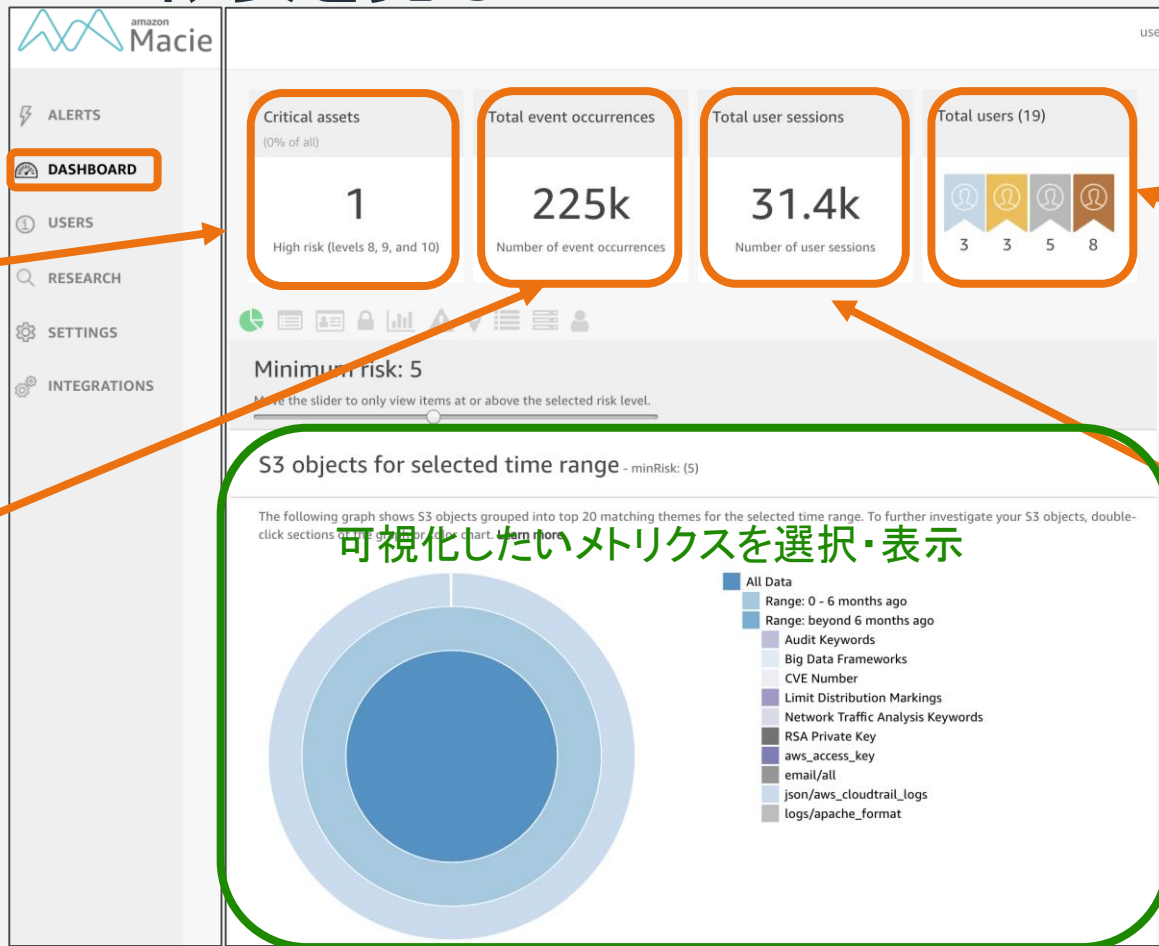 amazon
Macie
use
ALERTS
DASHBOARD
USERS
RESEARCH
SETTINGS
INTEGRATIONS
Critical assets
(0% of all)
1
High risk (levels 8, 9, and 10)
Total event occurrences
225k
Number of event occurrences
Total user sessions
31.4k
Number of user sessions
Total users (19)
3 3 5 8
Minimum risk: 5
Move the slider to only view items at or above the selected risk level.
S3 objects for selected time range - minRisk: (5)
The following graph shows S3 objects grouped into top 20 matching themes for the selected time range. To further investigate your S3 objects, double-
click sections of the graph or color chart. Learn more
可視化したいメトリクスを選択・表示
All Data
Range: 0 - 6 months ago
Range: beyond 6 months ago
Audit Keywords
Big Data Frameworks
CVE Number
Limit Distribution Markings
Network Traffic Analysis Keywords
RSA Private Key
aws_access_key
email/all
json/aws_cloudtrail_logs
logs/apache_format